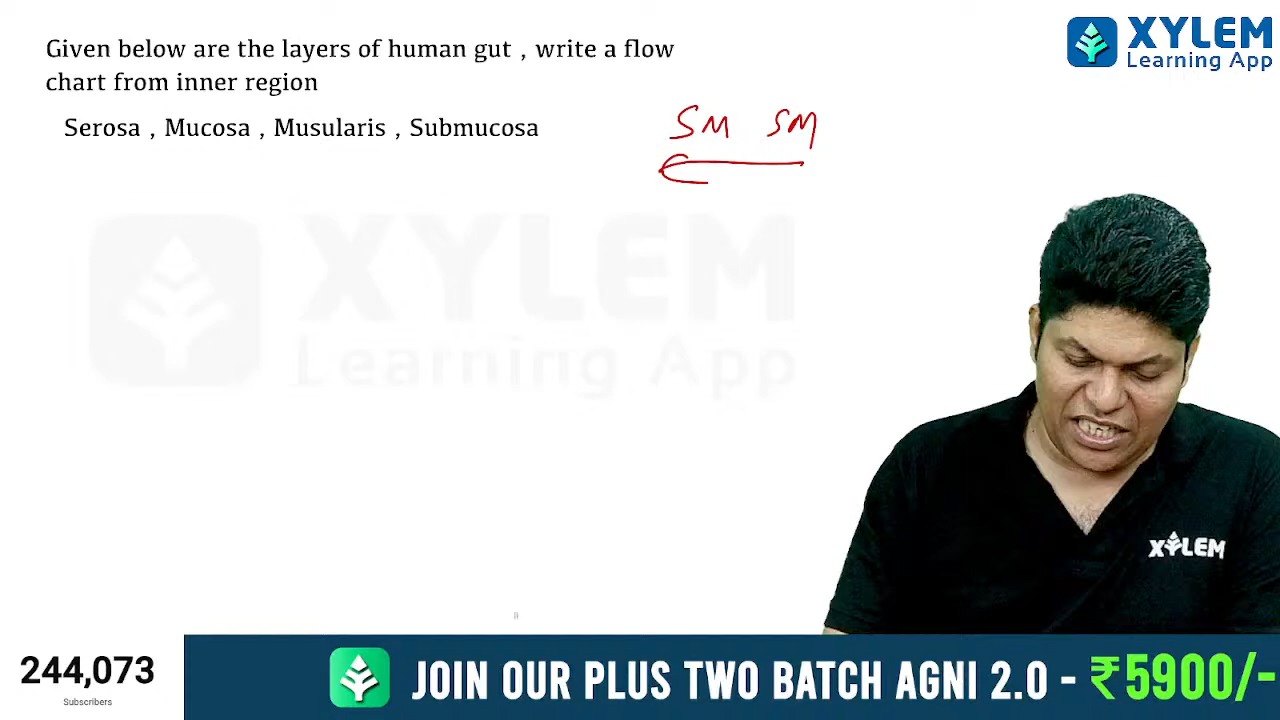 Given below are the layers of human gut , write a flow
chart from inner region
Serosa , Mucosa , Musularis , Submucosa
SM SM
XYLEM
Learning App
XYLEM
Learning App
XYLEM
244,073
Subscribers
JOIN OUR PLUS TWO BATCH AGNI 2.0 - ₹5900/-